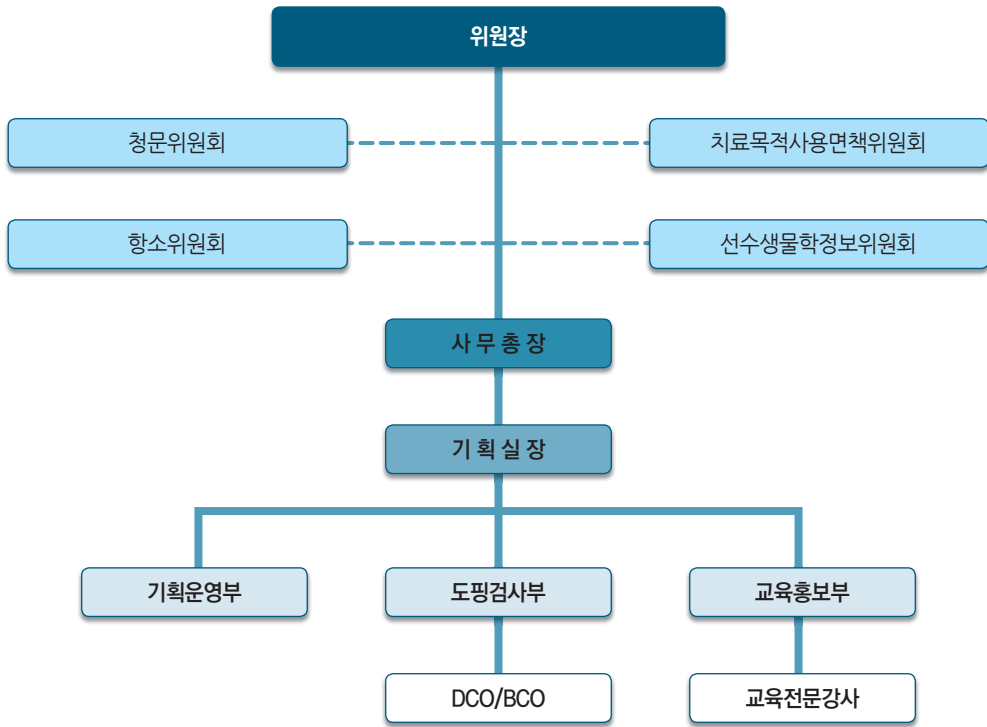 위원장
청문위원회
치료목적사용면책위원회
항소위원회
선수생물학정보위원회
사 무 총 장
기 획 실 장
기획운영부
도핑검사부
교육홍보부
DCO/BCO
교육전문강사